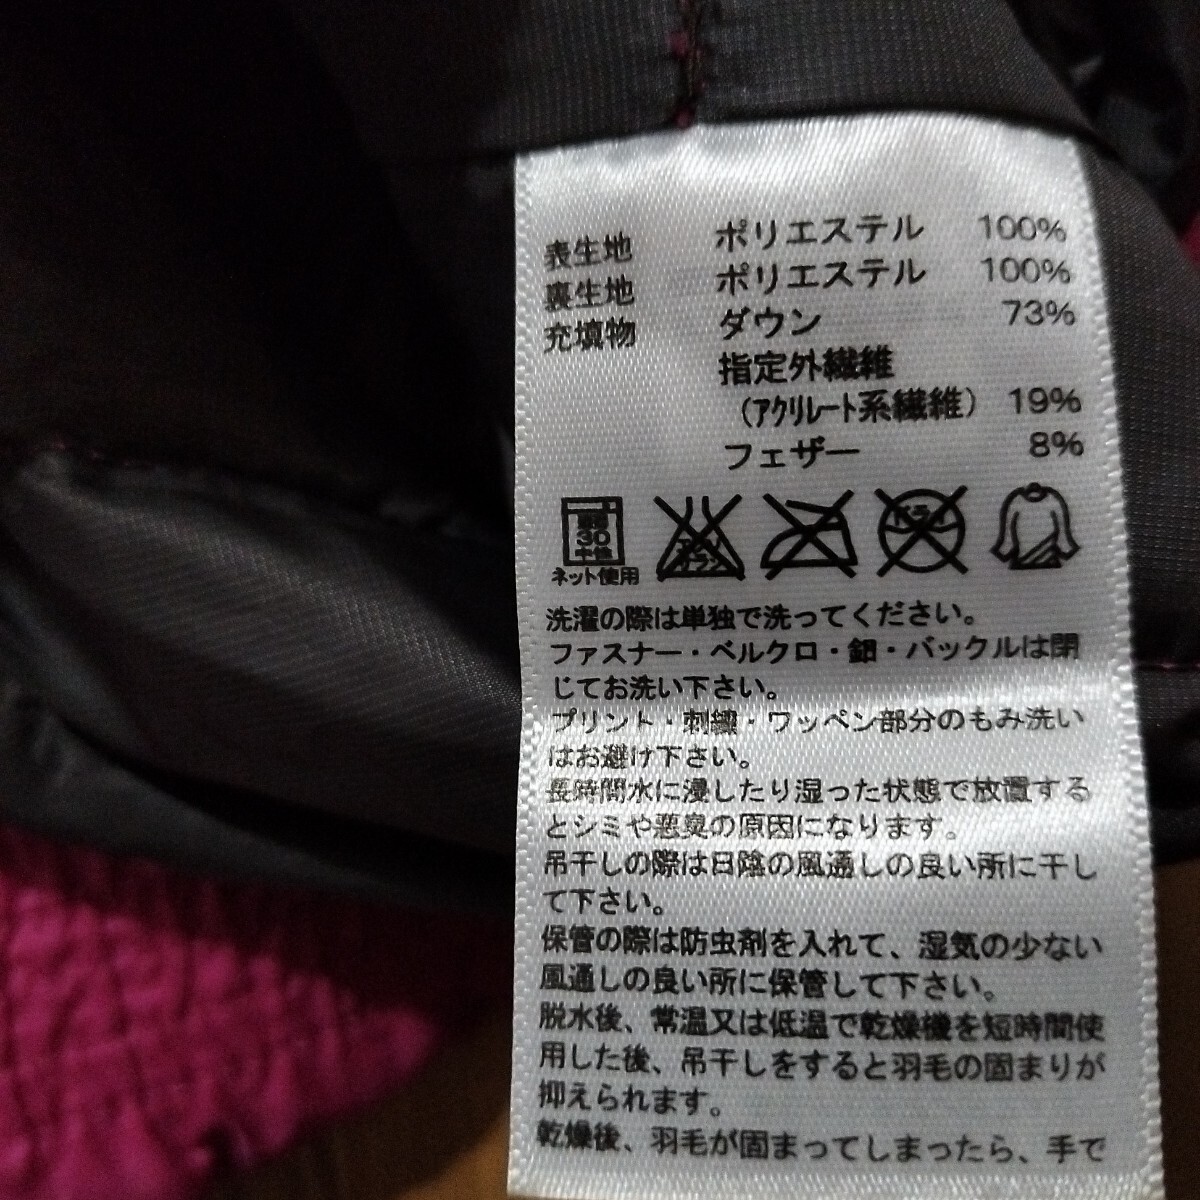 表生地 ポリエステル 100%
裏生地 ポリエステル 100%
充填物 ダウン 73%
指定外繊維
(アクリレート系繊維) 19%
フェザー 8%
弱 30 中性
ネット使用
エンソ サラシ
ドライ
洗濯の際は単独で洗ってください。
ファスナー・ベルクロ・釦・バックルは閉
じてお洗い下さい。
プリント・刺繍・ワッペン部分のもみ洗い
はお避け下さい。
長時間水に浸したり湿った状態で放置する
とシミや悪臭の原因になります。
吊干しの際は日陰の風通しの良い所に干し
て下さい。
保管の際は防虫剤を入れて、湿気の少ない
風通しの良い所に保管して下さい。
脱水後、常温又は低温で乾燥機を短時間使
用した後、吊干しをすると羽毛の固まりが
抑えられます。
乾燥後、羽毛が固まってしまったら、手で